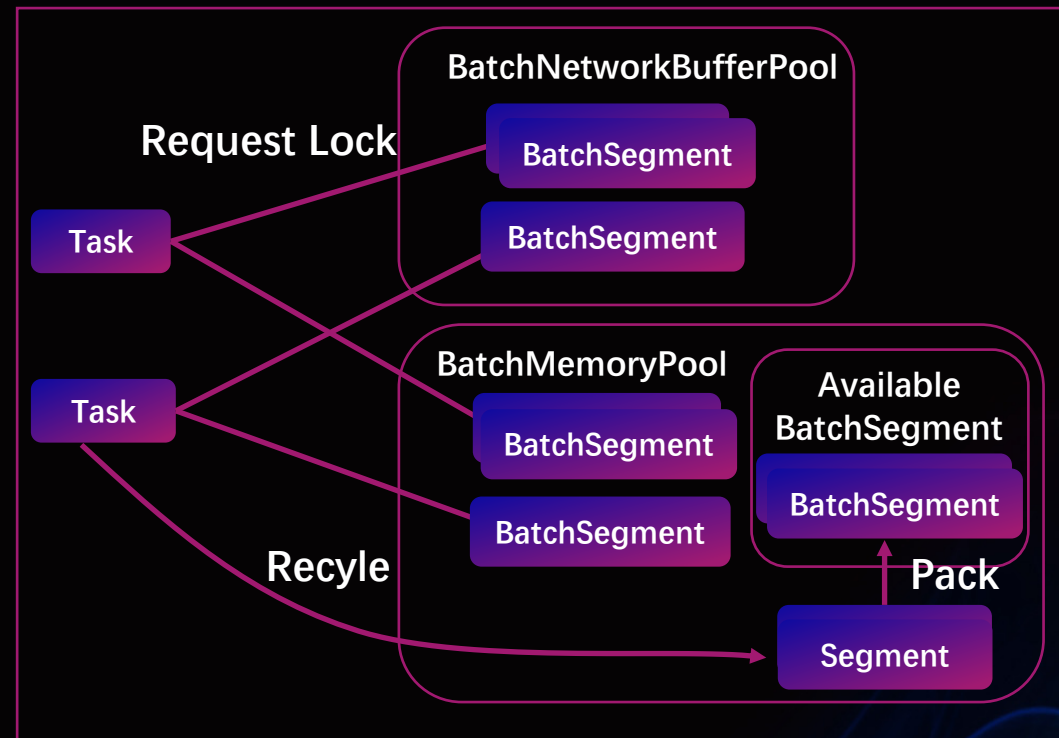 BatchNetworkBufferPool
Request Lock
BatchSegment
Task
BatchSegment
BatchMemoryPool
Available
BatchSegment
Task
BatchSegment
BatchSegment
BatchSegment
Recyle
Pack
Segment